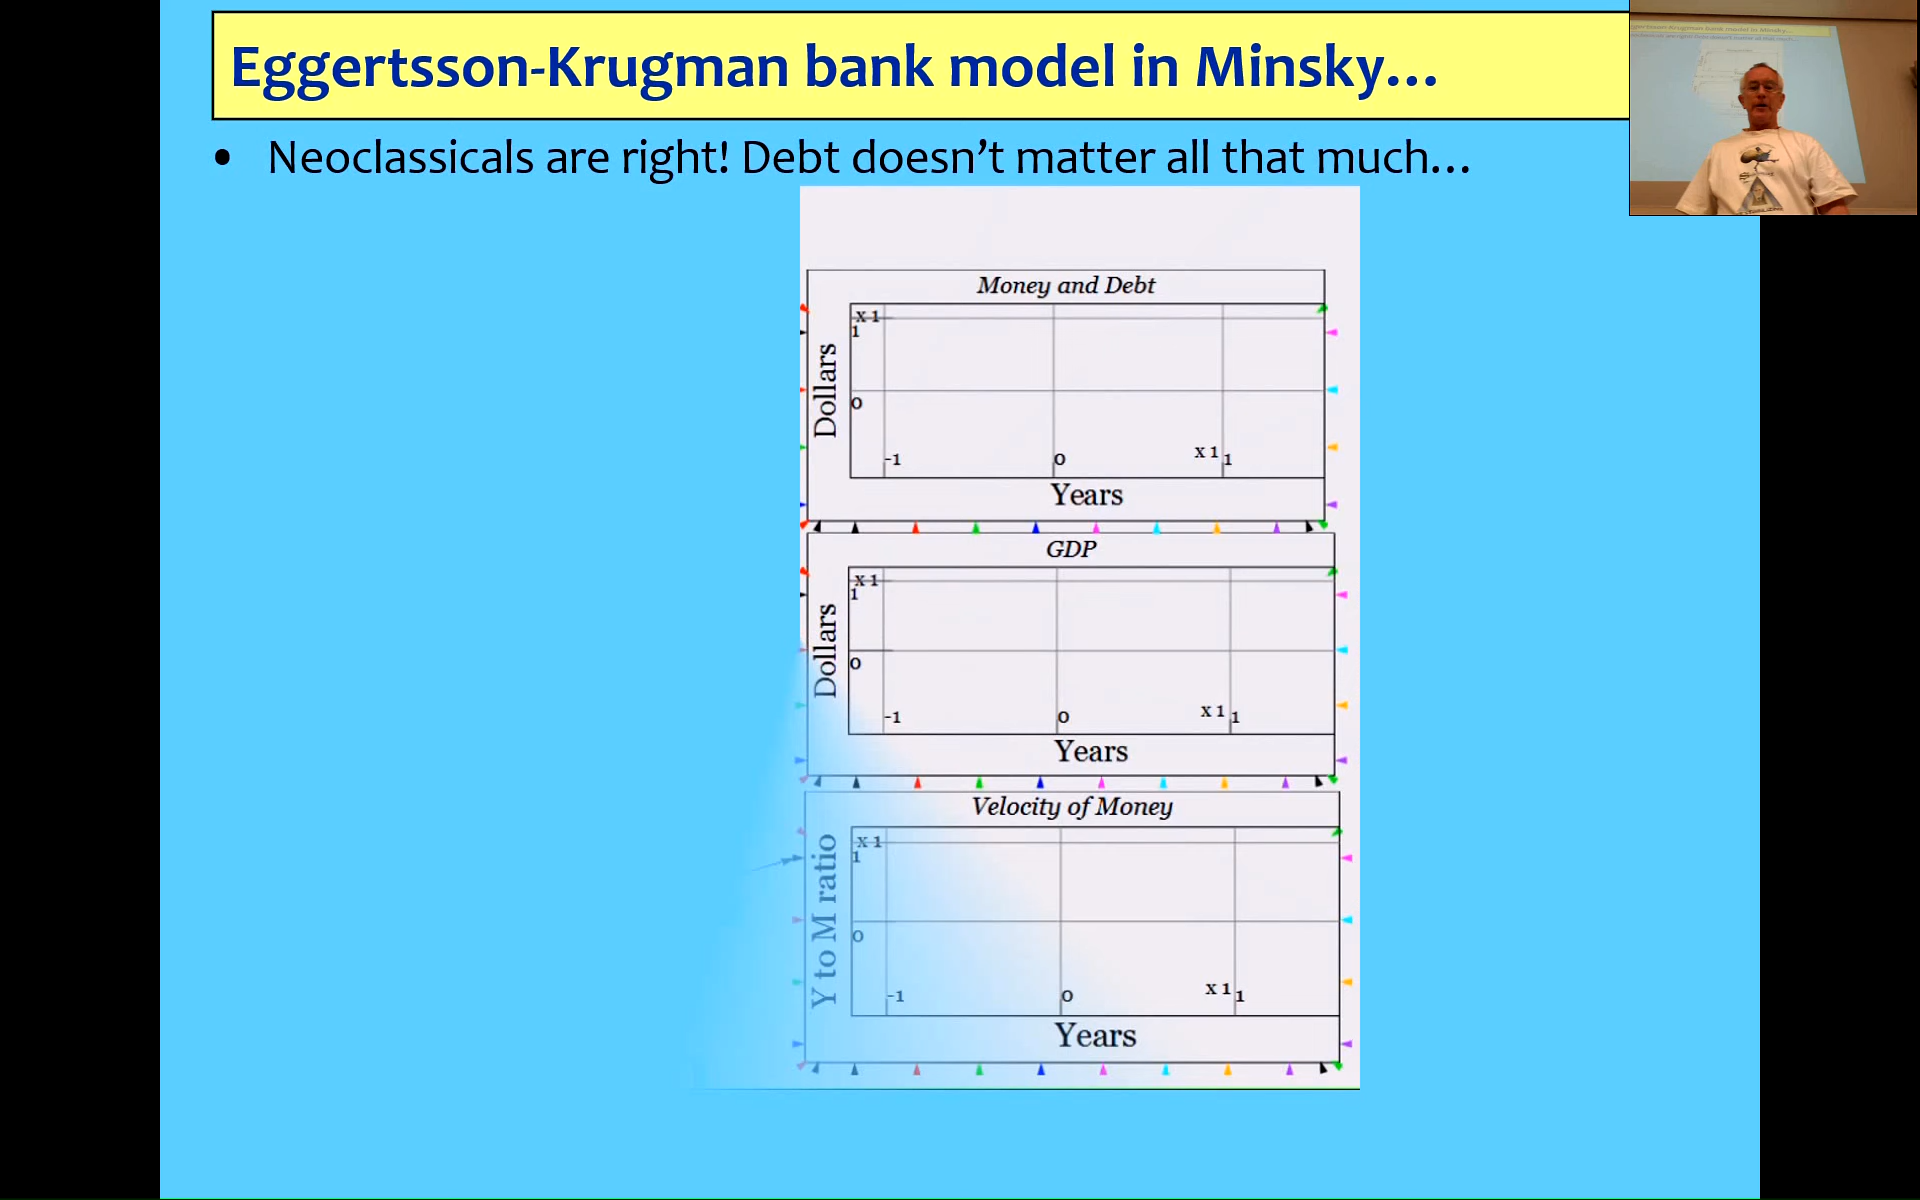 Eggertsson-Krugman bank model in Minsky…
• Neoclassicals are right! Debt doesn’t matter all that much…
Money and Debt
x 1
1
Dollars
0
-1 0 x 1 1
Years
GDP
x 1
1
Dollars
0
-1 0 x 1 1
Years
Velocity of Money
x 1
1
Y to M ratio
0
-1 0 x 1 1
Years